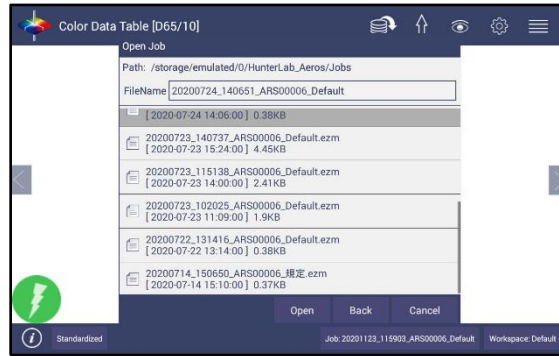 Color Data Table [D65/10]
Open Job
Path: /storage/emulated/0/HunterLab_Aeros/Jobs
FileName 20200724_140651_ARS00006_Default
[ 2020-07-24 14:06:00 ] 0.38KB
20200723_140737_ARS00006_Default.ezm
[ 2020-07-23 15:24:00 ] 4.45KB
20200723_115138_ARS00006_Default.ezm
[ 2020-07-23 14:00:00 ] 2.41KB
20200723_102025_ARS00006_Default.ezm
[ 2020-07-23 11:09:00 ] 1.9KB
20200722_131416_ARS00006_Default.ezm
[ 2020-07-22 13:14:00 ] 0.38KB
20200714_150650_ARS00006_規定.ezm
[ 2020-07-14 15:10:00 ] 0.37KB
Open Back Cancel
Standardized Job: 20201123_115903_ARS00006_Default Workspace: Default